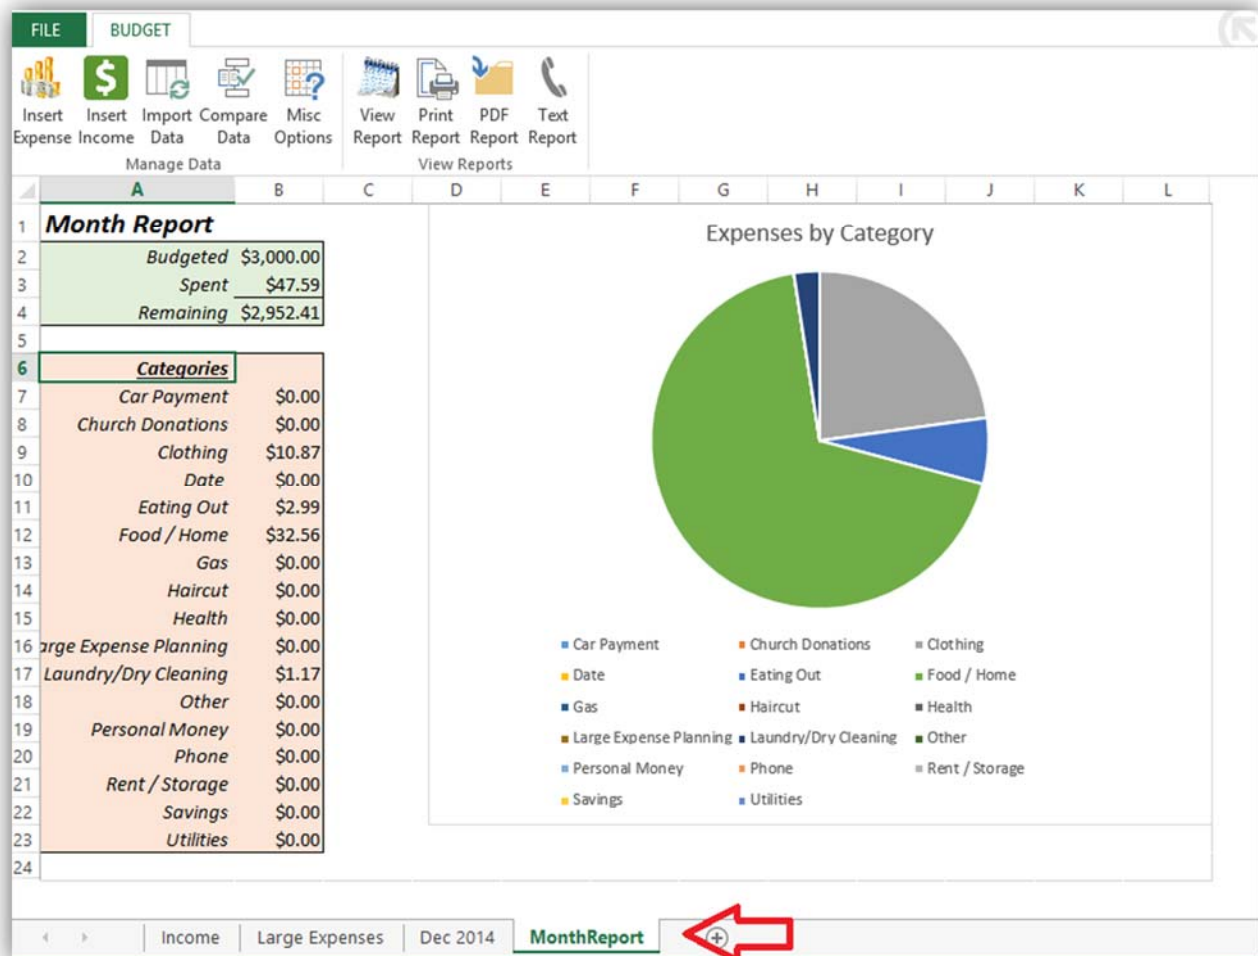 FILE BUDGET
Insert Insert Import Compare Misc View Print PDF Text
Expense Income Data Data Options Report Report Report Report
Manage Data View Reports
A B C D E F G H I J K L
1 Month Report
2 Budgeted $3,000.00
3 Spent $47.59
4 Remaining $2,952.41
5
6 Categories
7 Car Payment $0.00
8 Church Donations $0.00
9 Clothing $10.87
10 Date $0.00
11 Eating Out $2.99
12 Food / Home $32.56
13 Gas $0.00
14 Haircut $0.00
15 Health $0.00
16 arge Expense Planning $0.00
17 Laundry/Dry Cleaning $1.17
18 Other $0.00
19 Personal Money $0.00
20 Phone $0.00
21 Rent / Storage $0.00
22 Savings $0.00
23 Utilities $0.00
24
Expenses by Category
Car Payment Church Donations Clothing
Date Eating Out Food / Home
Gas Haircut Health
Large Expense Planning Laundry/Dry Cleaning Other
Personal Money Phone Rent / Storage
Savings Utilities
Income Large Expenses Dec 2014 MonthReport